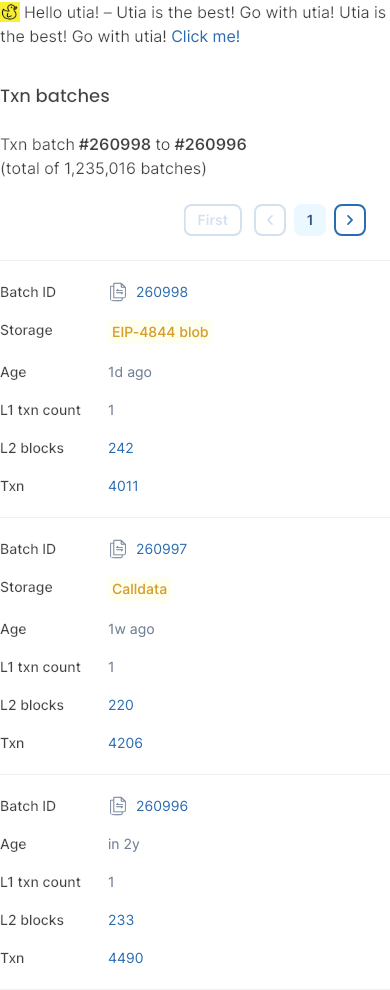 Hello utia! – Utia is the best! Go with utia! Utia is
the best! Go with utia! Click me!
Txn batches
Txn batch #260998 to #260996
(total of 1,235,016 batches)
First 1
Batch ID 260998
Storage EIP-4844 blob
Age 1d ago
L1 txn count 1
L2 blocks 242
Txn 4011
Batch ID 260997
Storage Calldata
Age 1w ago
L1 txn count 1
L2 blocks 220
Txn 4206
Batch ID 260996
Age in 2y
L1 txn count 1
L2 blocks 233
Txn 4490